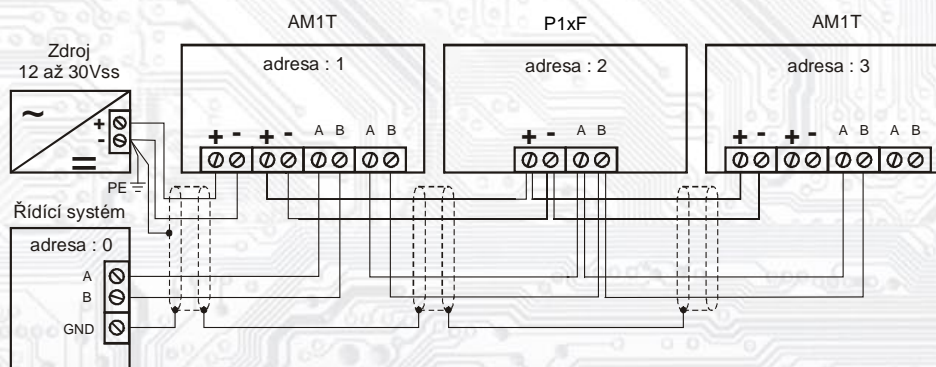 AM1T
P1xF
AM1T
Zdroj
12 až 30Vss
adresa : 1
adresa : 2
adresa : 3
~
+
-
=
PE
+ - + - A B A B
+ - A B
+ - + - A B A B
Řídící systém
adresa : 0
A
B
GND